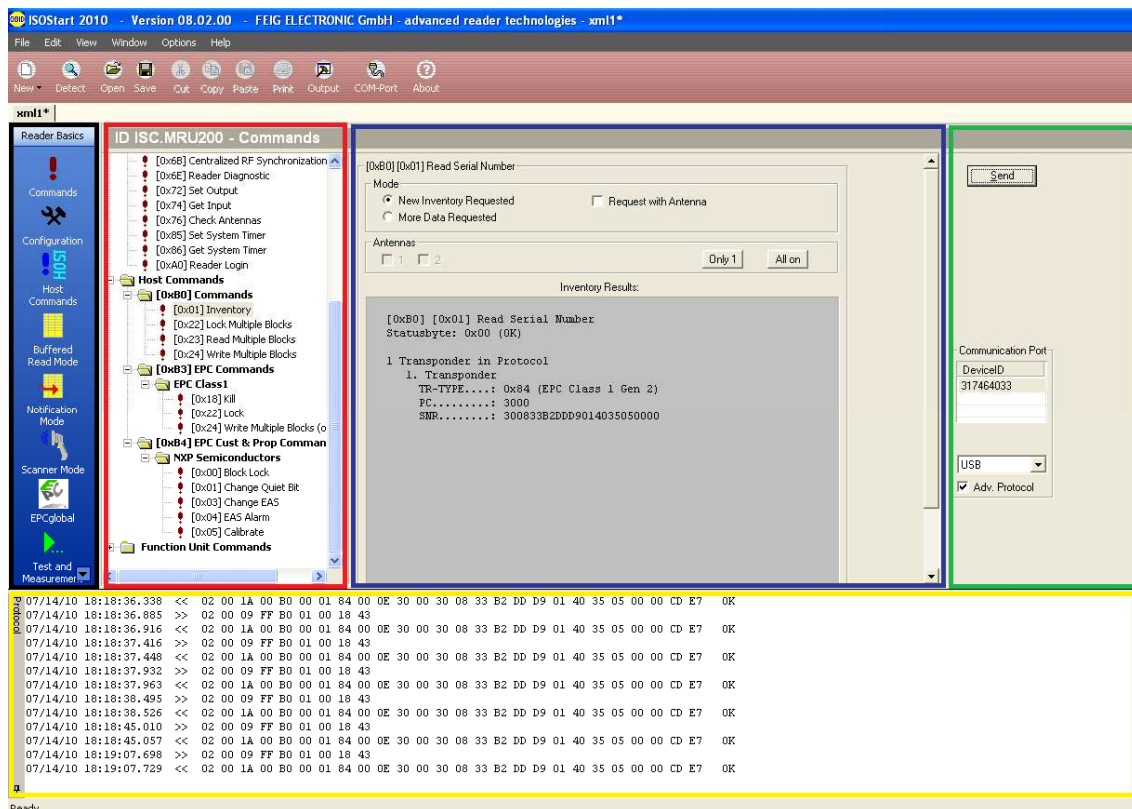 ISOStart 2010 - Version 08.02.00 - FEIG ELECTRONIC GmbH - advanced reader technologies - xml1*
File Edit View Window Options Help
New Detect Open Save Cut Copy Paste Print Output COM-Port About
xml1*
Reader Basics
Commands
Configuration
HOST
Host
Commands
Buffered
Read Mode
Notification
Mode
Scanner Mode
EPCglobal
Test and
ID ISC.MRU200 - Commands
[0x6B] Centralized RF Synchronization
[0x6E] Reader Diagnostic
[0x72] Set Output
[0x74] Get Input
[0x76] Check Antennas
[0x85] Set System Timer
[0x86] Get System Timer
[0xA0] Reader Login
Host Commands
[0xB0] Commands
[0x01] Inventory
[0x22] Lock Multiple Blocks
[0x23] Read Multiple Blocks
[0x24] Write Multiple Blocks
[0xB3] EPC Commands
EPC Class1
[0x18] Kill
[0x22] Lock
[0x24] Write Multiple Blocks (o
[0xB4] EPC Cust & Prop Comman
NXP Semiconductors
[0x00] Block Lock
[0x01] Change Quiet Bit
[0x03] Change EAS
[0x04] EAS Alarm
[0x05] Calibrate
Function Unit Commands
[0xB0] [0x01] Read Serial Number
Mode
New Inventory Requested Request with Antenna
More Data Requested
Antennas
1 2 Only 1 All on
Inventory Results:
[0xB0] [0x01] Read Serial Number
Statusbyte: 0x00 (OK)
1 Transponder in Protocol
1. Transponder
TR-TYPE....: 0x84 (EPC Class 1 Gen 2)
PC.........: 3000
SNR........: 300833B2DDD9014035050000
Send
Communication Port
DeviceID
317464033
USB
Adv. Protocol
Protocol
07/14/10 18:18:36.338 << 02 00 1A 00 B0 00 01 84 00 0E 30 00 30 08 33 B2 DD D9 01 40 35 05 00 00 CD E7 OK
07/14/10 18:18:36.885 >> 02 00 09 FF B0 01 00 18 43
07/14/10 18:18:36.916 << 02 00 1A 00 B0 00 01 84 00 0E 30 00 30 08 33 B2 DD D9 01 40 35 05 00 00 CD E7 OK
07/14/10 18:18:37.416 >> 02 00 09 FF B0 01 00 18 43
07/14/10 18:18:37.448 << 02 00 1A 00 B0 00 01 84 00 0E 30 00 30 08 33 B2 DD D9 01 40 35 05 00 00 CD E7 OK
07/14/10 18:18:37.932 >> 02 00 09 FF B0 01 00 18 43
07/14/10 18:18:37.963 << 02 00 1A 00 B0 00 01 84 00 0E 30 00 30 08 33 B2 DD D9 01 40 35 05 00 00 CD E7 OK
07/14/10 18:18:38.495 >> 02 00 09 FF B0 01 00 18 43
07/14/10 18:18:38.526 << 02 00 1A 00 B0 00 01 84 00 0E 30 00 30 08 33 B2 DD D9 01 40 35 05 00 00 CD E7 OK
07/14/10 18:18:45.010 >> 02 00 09 FF B0 01 00 18 43
07/14/10 18:18:45.057 << 02 00 1A 00 B0 00 01 84 00 0E 30 00 30 08 33 B2 DD D9 01 40 35 05 00 00 CD E7 OK
07/14/10 18:19:07.698 >> 02 00 09 FF B0 01 00 18 43
07/14/10 18:19:07.729 << 02 00 1A 00 B0 00 01 84 00 0E 30 00 30 08 33 B2 DD D9 01 40 35 05 00 00 CD E7 OK
Ready